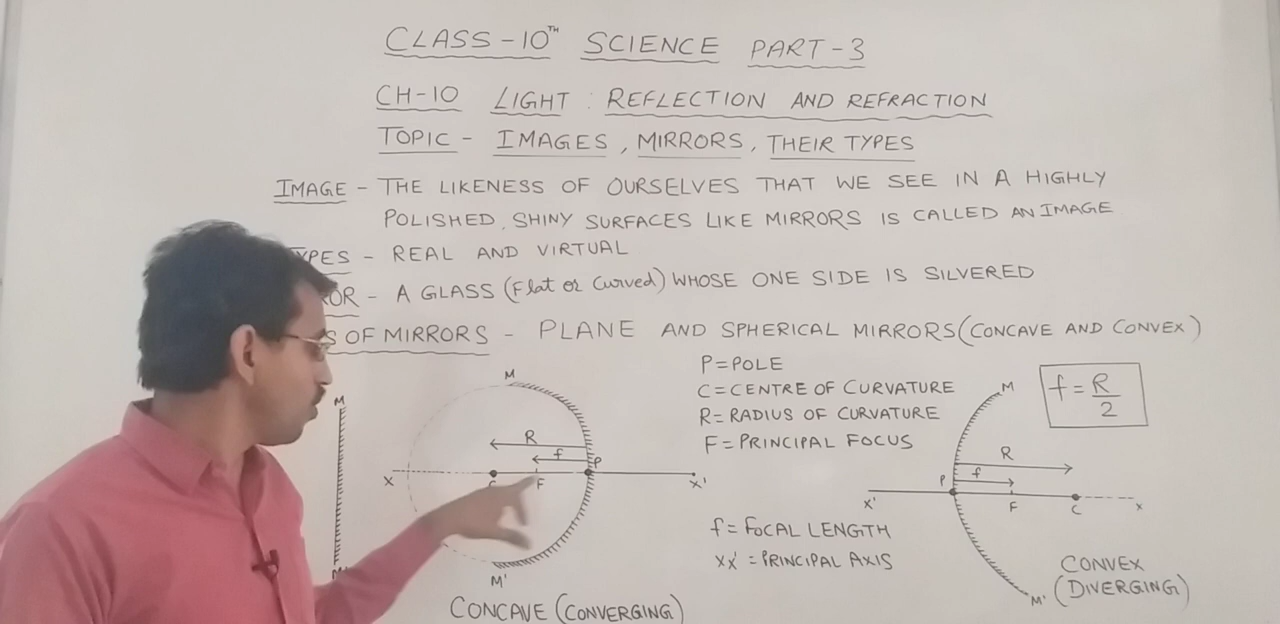 CLASS-10TH SCIENCE PART-3
CH-10 LIGHT : REFLECTION AND REFRACTION
TOPIC - IMAGES, MIRRORS, THEIR TYPES
IMAGE - THE LIKENESS OF OURSELVES THAT WE SEE IN A HIGHLY
POLISHED, SHINY SURFACES LIKE MIRRORS IS CALLED AN IMAGE
YPES - REAL AND VIRTUAL
ROR - A GLASS (Flat or Curved) WHOSE ONE SIDE IS SILVERED
S OF MIRRORS - PLANE AND SPHERICAL MIRRORS (CONCAVE AND CONVEX)
M
M
R
f
P
X
C
F
X'
M'
CONCAVE (CONVERGING)
P=POLE
C=CENTRE OF CURVATURE
R=RADIUS OF CURVATURE
F=PRINCIPAL FOCUS
f=FOCAL LENGTH
XX' = PRINCIPAL AXIS
M
f=R/2
R
f
P
X'
F
C
X
M'
CONVEX
(DIVERGING)